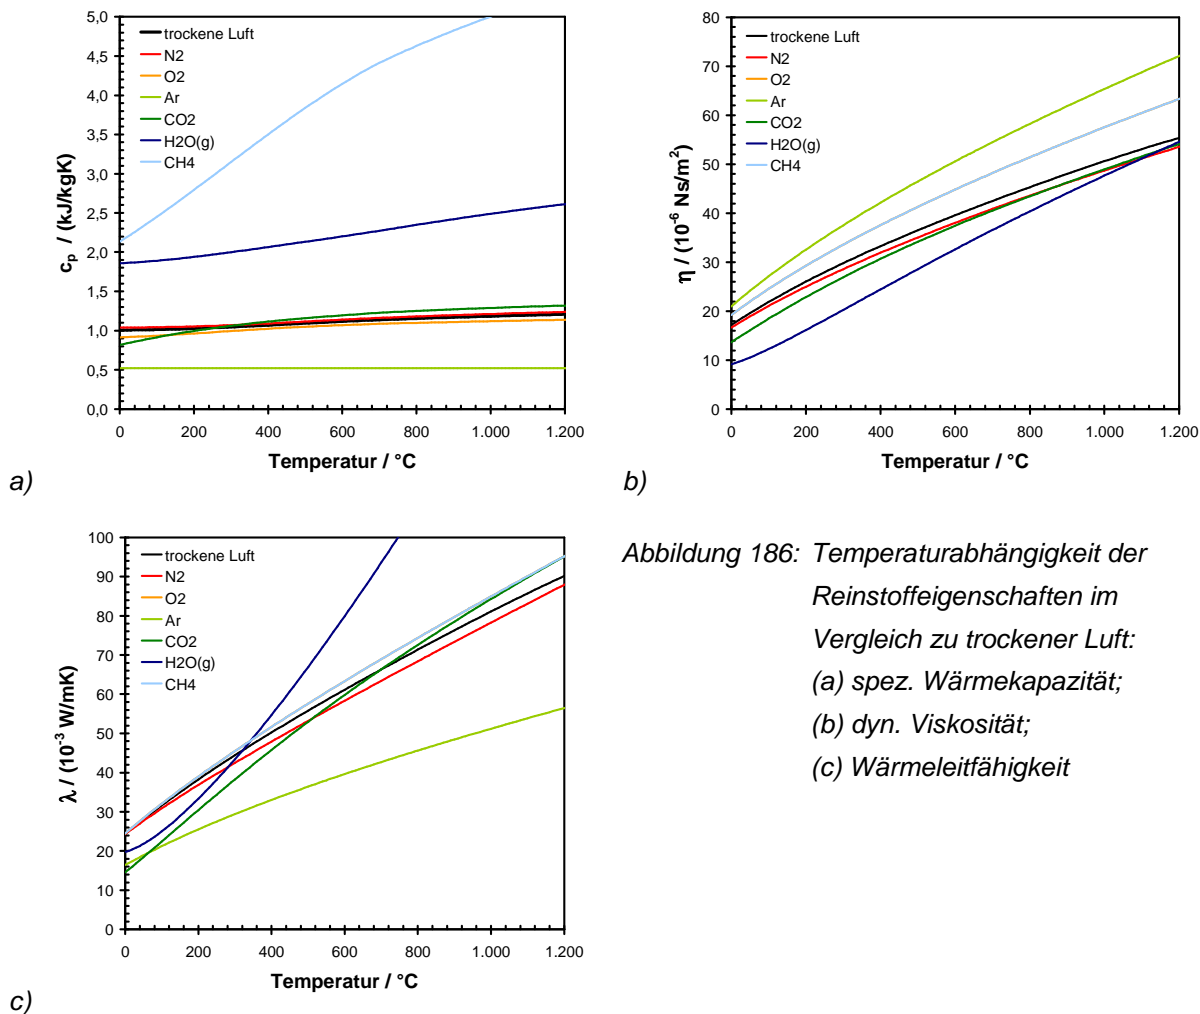 5,0
4,5
4,0
3,5
3,0
2,5
2,0
1,5
1,0
0,5
0,0
cp / (kJ/kgK)
trockene Luft
N2
O2
Ar
CO2
H2O(g)
CH4
0 200 400 600 800 1.000 1.200
Temperatur / °C
a)
80
70
60
50
40
30
20
10
0
η / (10-6 Ns/m2)
trockene Luft
N2
O2
Ar
CO2
H2O(g)
CH4
0 200 400 600 800 1.000 1.200
Temperatur / °C
b)
100
90
80
70
60
50
40
30
20
10
0
λ / (10-3 W/mK)
trockene Luft
N2
O2
Ar
CO2
H2O(g)
CH4
0 200 400 600 800 1.000 1.200
Temperatur / °C
c)
Abbildung 186: Temperaturabhängigkeit der
Reinstoffeigenschaften im
Vergleich zu trockener Luft:
(a) spez. Wärmekapazität;
(b) dyn. Viskosität;
(c) Wärmeleitfähigkeit